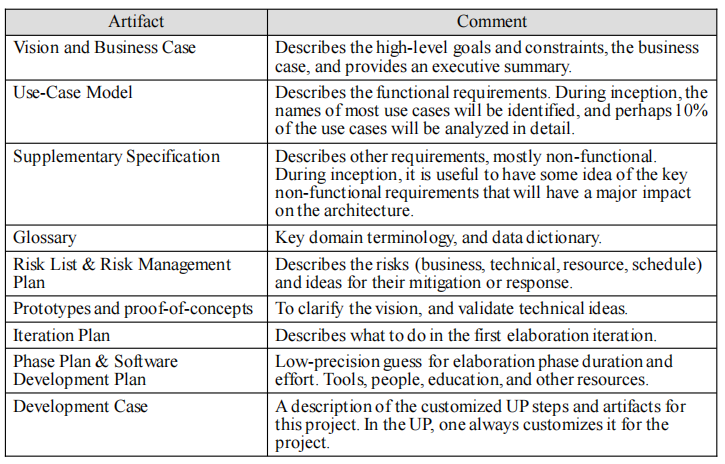 Artifact
Comment
Vision and Business Case
Describes the high-level goals and constraints, the business
case, and provides an executive summary.
Use-Case Model
Describes the functional requirements. During inception, the
names of most use cases will be identified, and perhaps 10%
of the use cases will be analyzed in detail.
Supplementary Specification
Describes other requirements, mostly non-functional.
During inception, it is useful to have some idea of the key
non-functional requirements that will have a major impact
on the architecture.
Glossary
Key domain terminology, and data dictionary.
Risk List & Risk Management
Plan
Describes the risks (business, technical, resource, schedule)
and ideas for their mitigation or response.
Prototypes and proof-of-concepts
To clarify the vision, and validate technical ideas.
Iteration Plan
Describes what to do in the first elaboration iteration.
Phase Plan & Software
Development Plan
Low-precision guess for elaboration phase duration and
effort. Tools, people, education, and other resources.
Development Case
A description of the customized UP steps and artifacts for
this project. In the UP, one always customizes it for the
project.